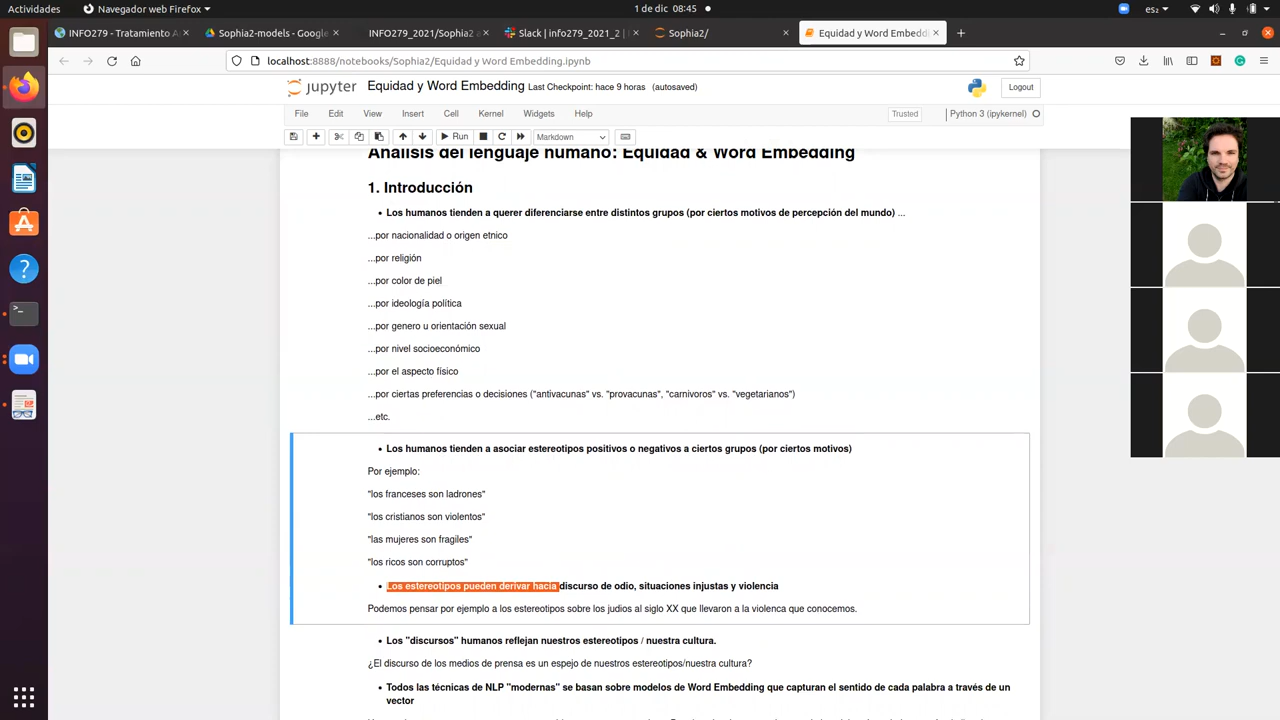 Actividades
Navegador web Firefox
1 de dic 08:45
es2
INFO279 - Tratamiento A
Sophia2-models - Google
INFO279_2021/Sophia2 a
Slack | info279_2021_2 |
Sophia2/
Equidad y Word Embeddi
localhost:8888/notebooks/Sophia2/Equidad y Word Embedding.ipynb
jupyter Equidad y Word Embedding Last Checkpoint: hace 9 horas (autosaved)
Logout
File Edit View Insert Cell Kernel Widgets Help
Trusted
Python 3 (ipykernel)
Run
Markdown
Análisis del lenguaje humano: Equidad & Word Embedding
1. Introducción
• Los humanos tienden a querer diferenciarse entre distintos grupos (por ciertos motivos de percepción del mundo) ...
...por nacionalidad o origen etnico
...por religión
...por color de piel
...por ideología política
...por genero u orientación sexual
...por nivel socioeconómico
...por el aspecto físico
...por ciertas preferencias o decisiones ("antivacunas" vs. "provacunas", "carnivoros" vs. "vegetarianos")
...etc.
• Los humanos tienden a asociar estereotipos positivos o negativos a ciertos grupos (por ciertos motivos)
Por ejemplo:
"los franceses son ladrones"
"los cristianos son violentos"
"las mujeres son fragiles"
"los ricos son corruptos"
• Los estereotipos pueden derivar hacia discurso de odio, situaciones injustas y violencia
Podemos pensar por ejemplo a los estereotipos sobre los judios al siglo XX que llevaron a la violenca que conocemos.
• Los "discursos" humanos reflejan nuestros estereotipos / nuestra cultura.
¿El discurso de los medios de prensa es un espejo de nuestros estereotipos/nuestra cultura?
• Todos las técnicas de NLP "modernas" se basan sobre modelos de Word Embedding que capturan el sentido de cada palabra a través de un
vector